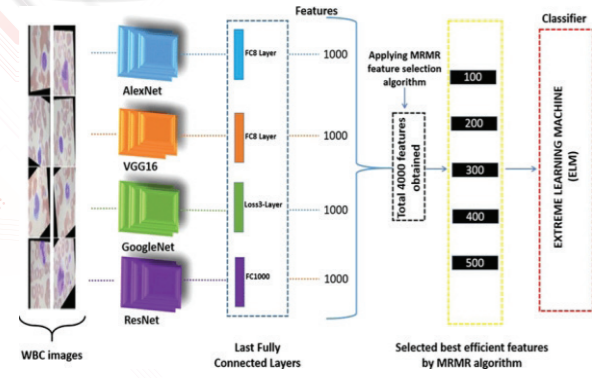 Features
Classifier
FC8 Layer
1000
AlexNet
Applying MRMR
feature selection
algorithm
100
FC8 Layer
1000
VGG16
200
Total 4000 features
obtained
300
EXTREME LEARNING MACHINE
(ELM)
Loss3-Layer
1000
GoogleNet
400
FC1000
1000
ResNet
500
WBC images
Last Fully
Connected Layers
Selected best efficient features
by MRMR algorithm